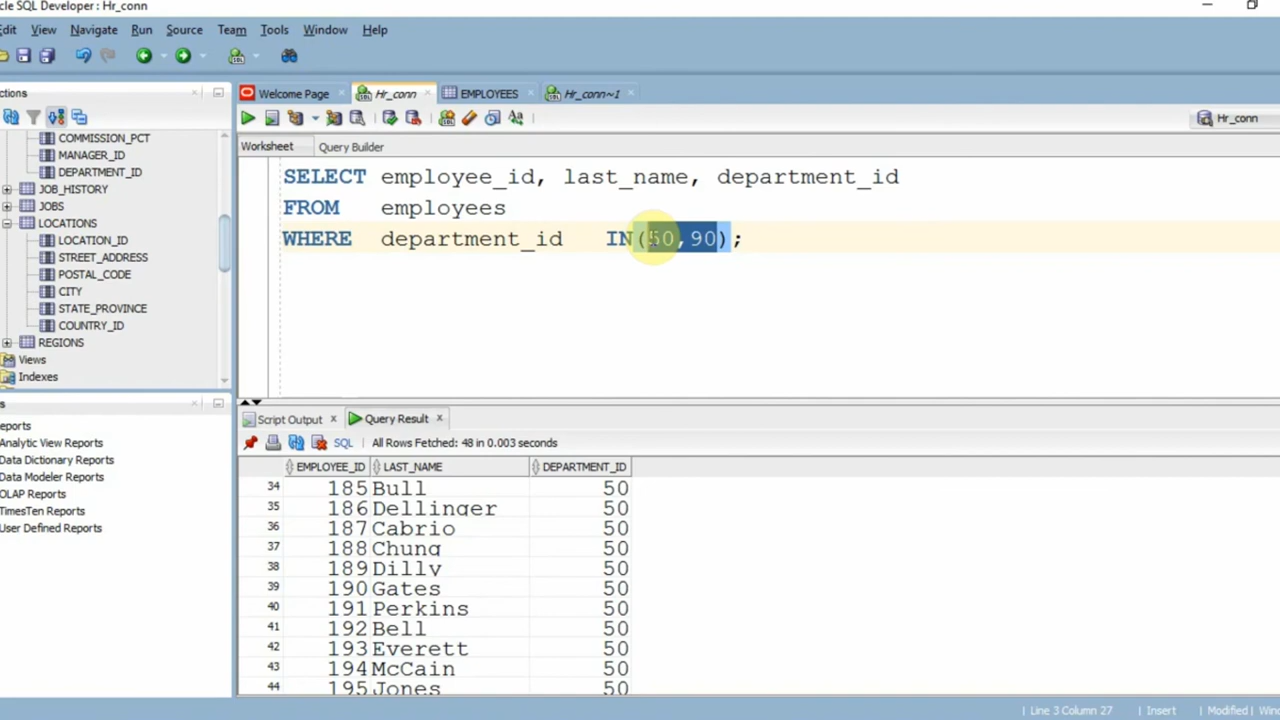 cle SQL Developer : Hr_conn
Edit View Navigate Run Source Team Tools Window Help
ctions
Welcome Page Hr_conn EMPLOYEES Hr_conn~1
Hr_conn
Worksheet Query Builder
COMMISSION_PCT
MANAGER_ID
DEPARTMENT_ID
JOB_HISTORY
JOBS
LOCATIONS
LOCATION_ID
STREET_ADDRESS
POSTAL_CODE
CITY
STATE_PROVINCE
COUNTRY_ID
REGIONS
Views
Indexes
SELECT employee_id, last_name, department_id
FROM employees
WHERE department_id IN(50,90);
s
eports
Analytic View Reports
Data Dictionary Reports
Data Modeler Reports
OLAP Reports
TimesTen Reports
User Defined Reports
Script Output Query Result
SQL All Rows Fetched: 48 in 0.003 seconds
EMPLOYEE_ID LAST_NAME DEPARTMENT_ID
34 185 Bull 50
35 186 Dellinger 50
36 187 Cabrio 50
37 188 Chung 50
38 189 Dilly 50
39 190 Gates 50
40 191 Perkins 50
41 192 Bell 50
42 193 Everett 50
43 194 McCain 50
44 195 Jones 50
Line 3 Column 27 Insert Modified Wind